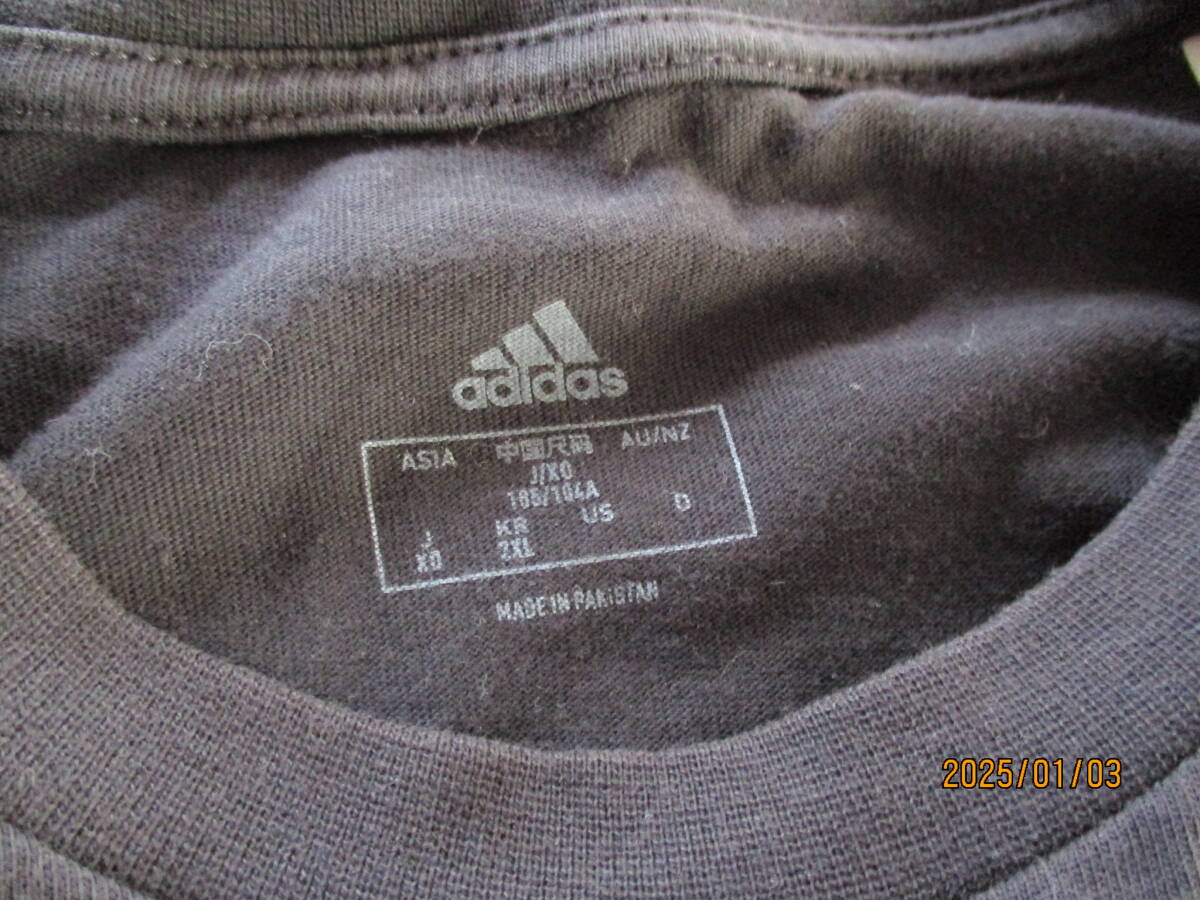 adidas
ASIA 中国尺码 AU/NZ
J/XO
185/104A
J KR US D
XO 2XL
MADE IN PAKISTAN
2025/01/03